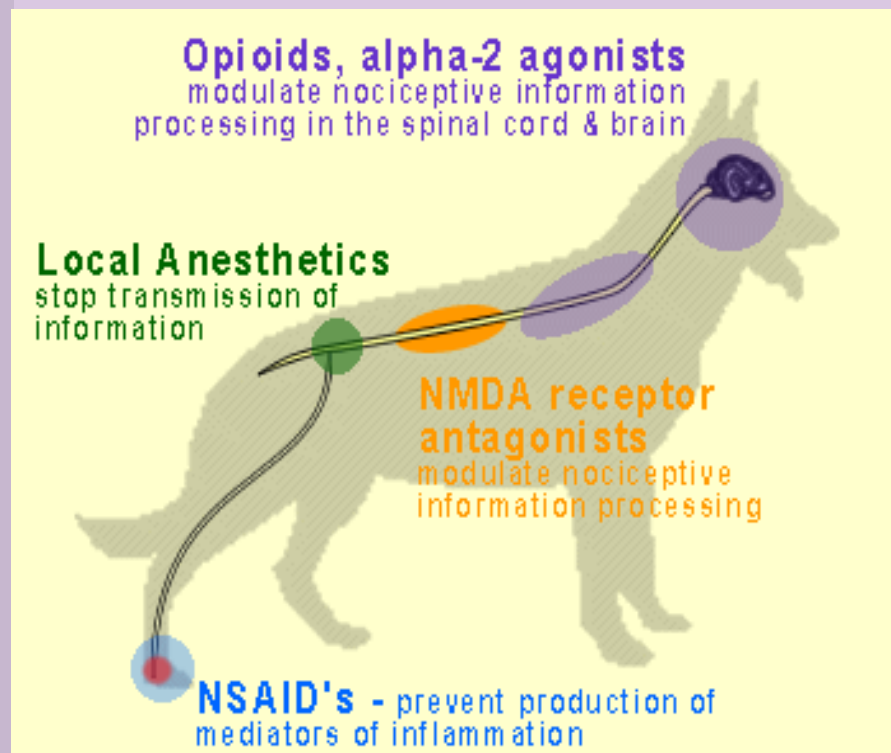 Opioids, alpha-2 agonists
modulate nociceptive information
processing in the spinal cord & brain
Local Anesthetics
stop transmission of
information
NMDA receptor
antagonists
modulate nociceptive
information processing
NSAID's - prevent production of
mediators of inflammation